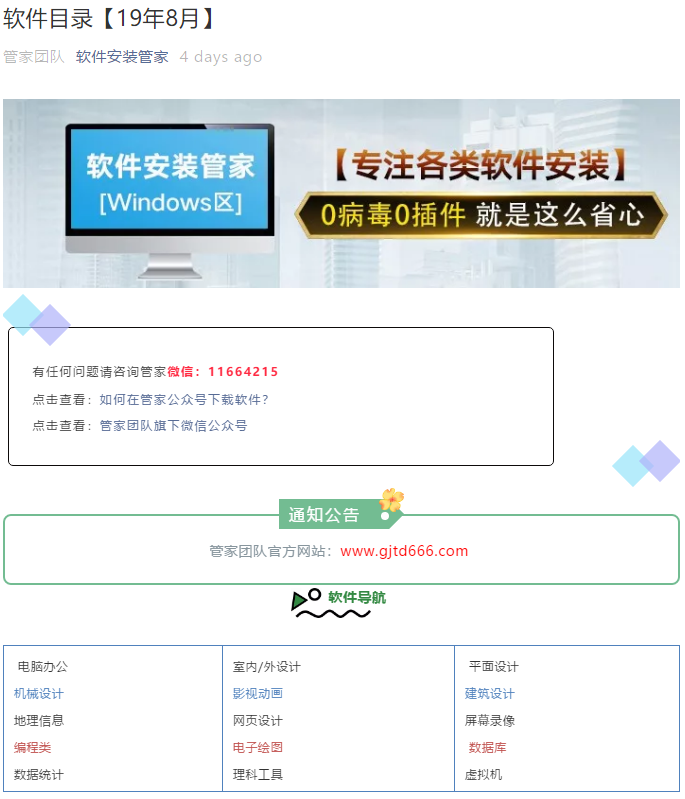 软件目录【19年8月】
管家团队 软件安装管家 4 days ago
软件安装管家
[Windows区]
【专注各类软件安装】
0病毒0插件 就是这么省心
有任何问题请咨询管家微信：11664215
点击查看：如何在管家公众号下载软件？
点击查看：管家团队旗下微信公众号
通知公告
管家团队官方网站：www.gjtd666.com
软件导航
电脑办公 室内/外设计 平面设计
机械设计 影视动画 建筑设计
地理信息 网页设计 屏幕录像
编程类 电子绘图 数据库
数据统计 理科工具 虚拟机